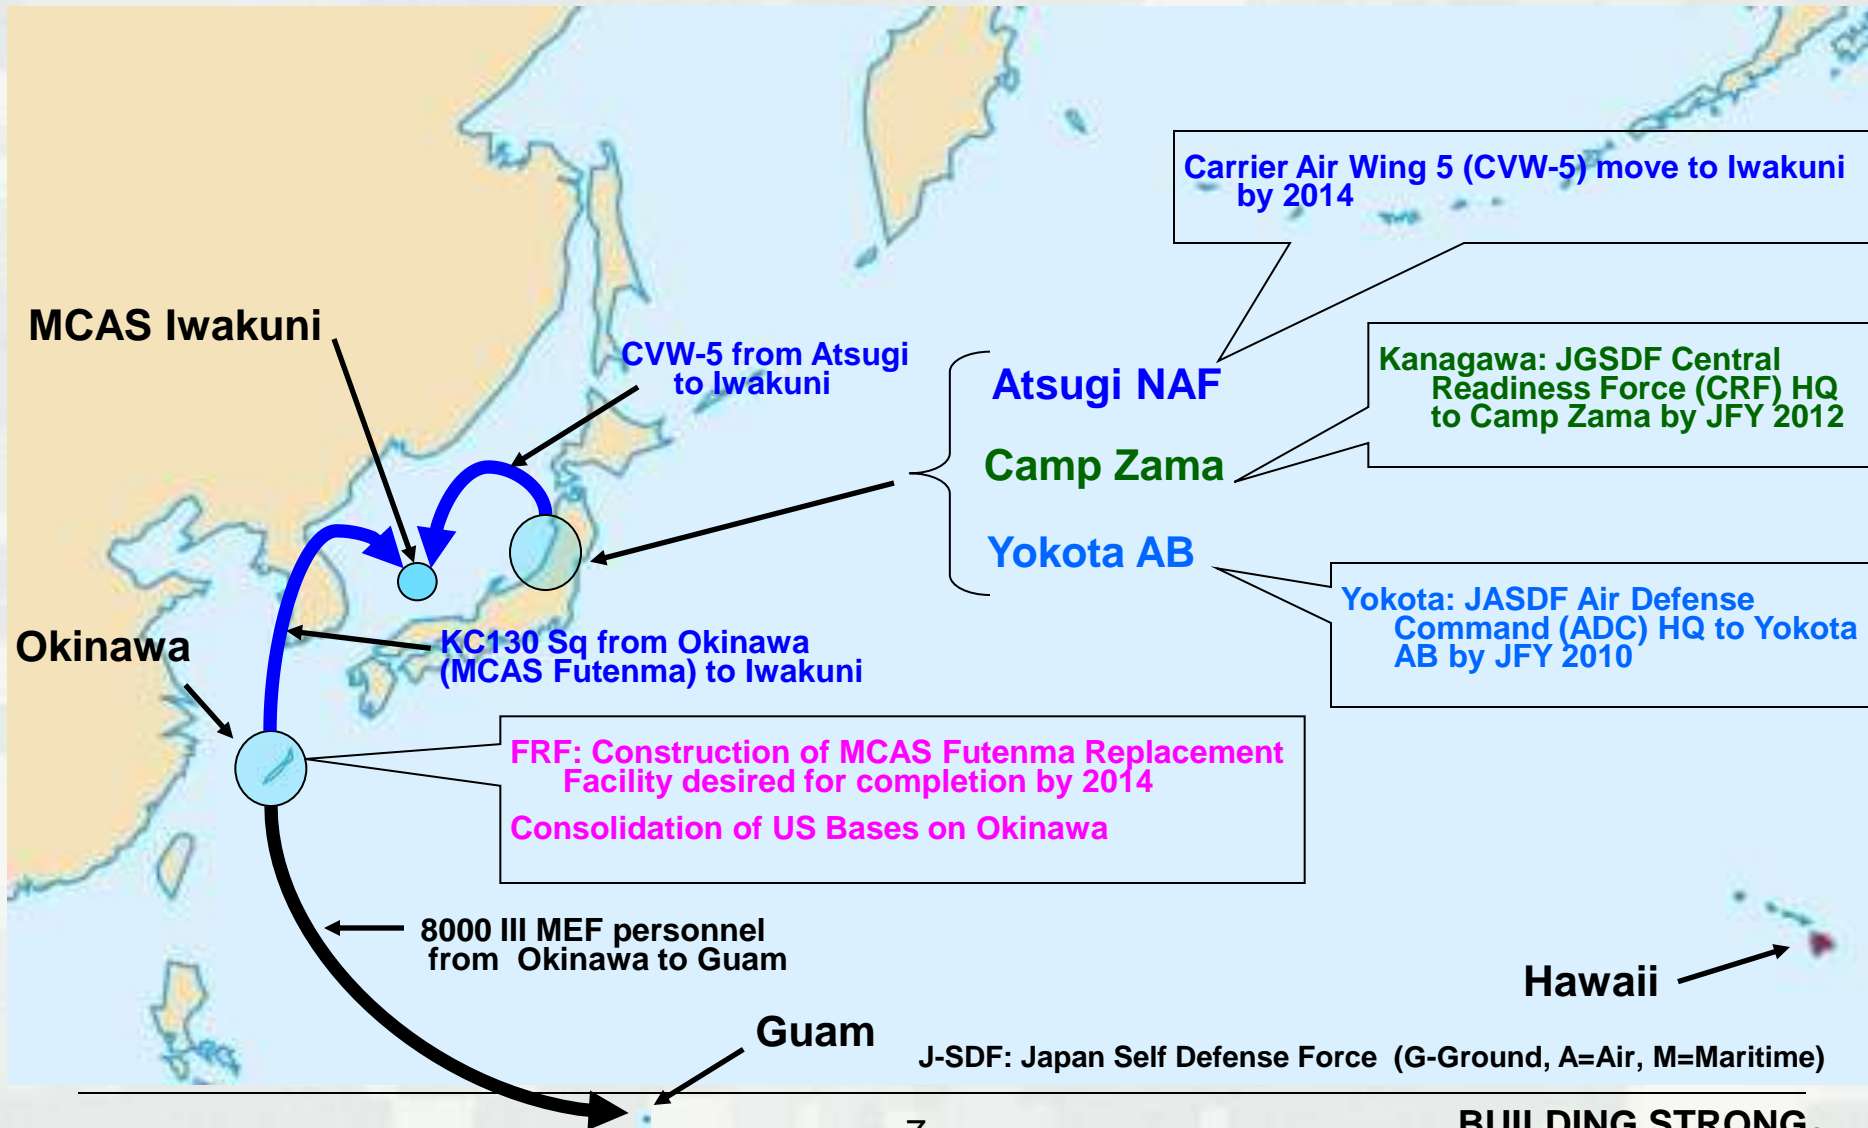 Carrier Air Wing 5 (CVW-5) move to Iwakuni
by 2014
MCAS Iwakuni
CVW-5 from Atsugi
to Iwakuni
Atsugi NAF
Kanagawa: JGSDF Central
Readiness Force (CRF) HQ
to Camp Zama by JFY 2012
Camp Zama
Yokota AB
Yokota: JASDF Air Defense
Command (ADC) HQ to Yokota
AB by JFY 2010
Okinawa
KC130 Sq from Okinawa
(MCAS Futenma) to Iwakuni
FRF: Construction of MCAS Futenma Replacement
Facility desired for completion by 2014
Consolidation of US Bases on Okinawa
8000 III MEF personnel
from Okinawa to Guam
Hawaii
Guam
J-SDF: Japan Self Defense Force (G-Ground, A=Air, M=Maritime)
7
BUILDING STRONG